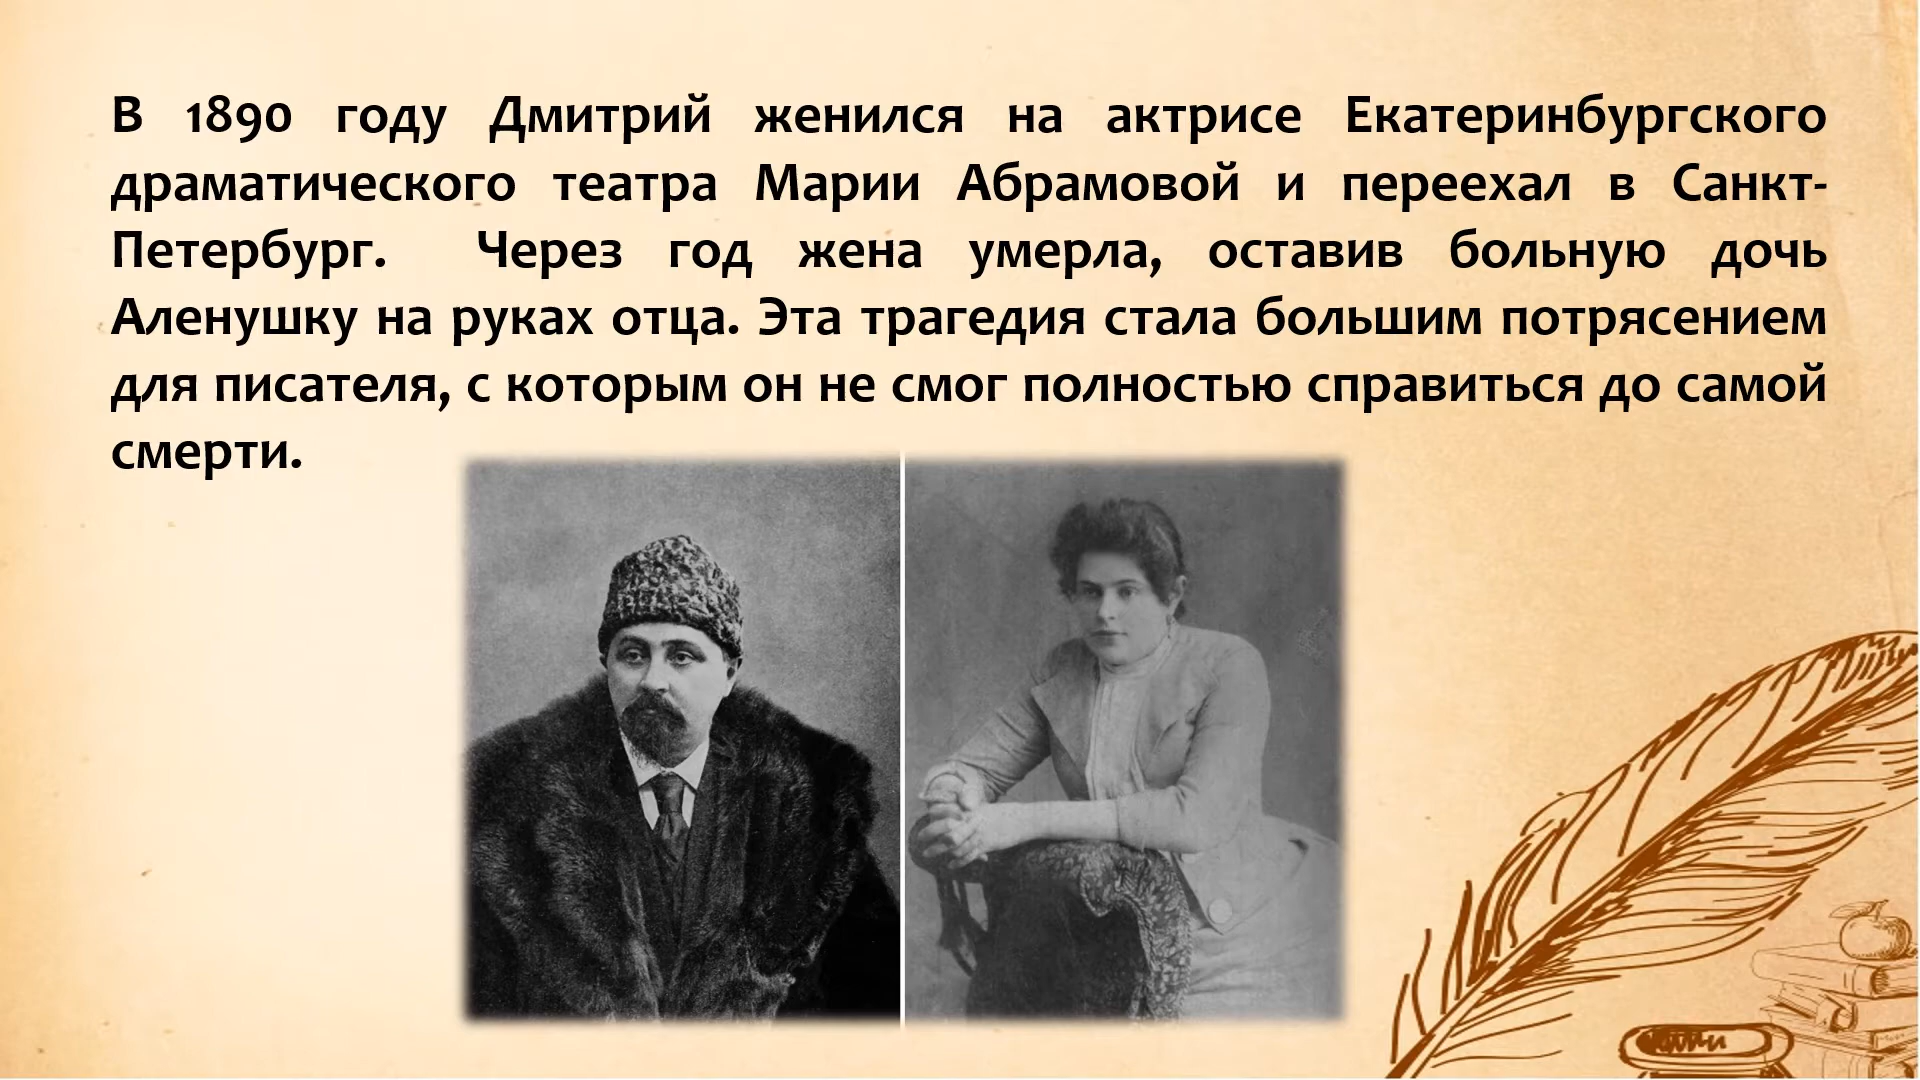 В 1890 году Дмитрий женился на актрисе Екатеринбургского
драматического театра Марии Абрамовой и переехал в Санкт-
Петербург. Через год жена умерла, оставив больную дочь
Аленушку на руках отца. Эта трагедия стала большим потрясением
для писателя, с которым он не смог полностью справиться до самой
смерти.